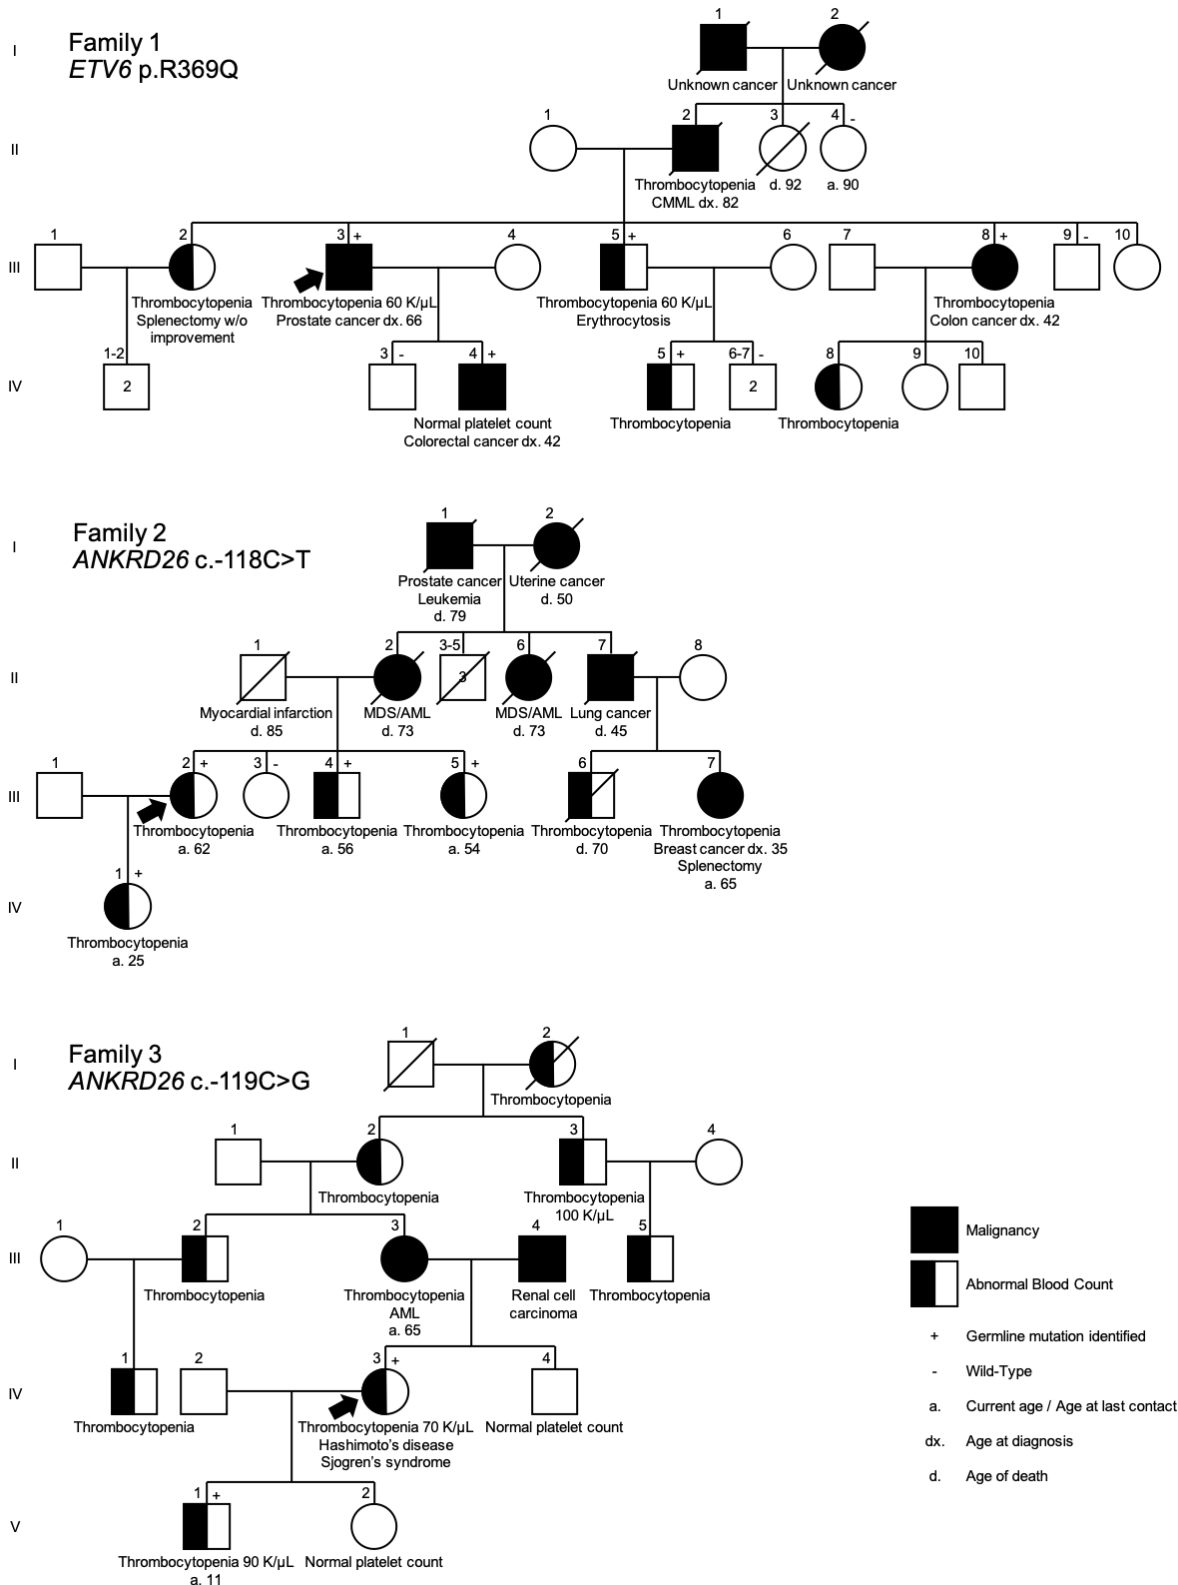 Family 1
ETV6 p.R369Q
I
1 2
Unknown cancer Unknown cancer
II
1 2 3 4 -
Thrombocytopenia d. 92 a. 90
CMML dx. 82
III
1 2 3 + 4 5 + 6 7 8 + 9 - 10
Thrombocytopenia Thrombocytopenia 60 K/µL Thrombocytopenia 60 K/µL Thrombocytopenia
Splenectomy w/o Prostate cancer dx. 66 Erythrocytosis Colon cancer dx. 42
improvement
IV
1-2 3 - 4 + 5 + 6-7 - 8 9 10
2 2
Normal platelet count Thrombocytopenia Thrombocytopenia
Colorectal cancer dx. 42
Family 2
ANKRD26 c.-118C>T
I
1 2
Prostate cancer Uterine cancer
Leukemia d. 50
d. 79
II
1 2 3-5 6 7 8
3
Myocardial infarction MDS/AML MDS/AML Lung cancer
d. 85 d. 73 d. 73 d. 45
III
1 2 + 3 - 4 + 5 + 6 7
Thrombocytopenia Thrombocytopenia Thrombocytopenia Thrombocytopenia Thrombocytopenia
a. 62 a. 56 a. 54 d. 70 Breast cancer dx. 35
Splenectomy
a. 65
IV
1 +
Thrombocytopenia
a. 25
Family 3
ANKRD26 c.-119C>G
I
1 2
Thrombocytopenia
II
1 2 3 4
Thrombocytopenia Thrombocytopenia
100 K/µL
III
1 2 3 4 5
Thrombocytopenia Thrombocytopenia Renal cell Thrombocytopenia
AML carcinoma
a. 65
IV
1 2 3 + 4
Thrombocytopenia Thrombocytopenia 70 K/µL Normal platelet count
Hashimoto's disease
Sjogren's syndrome
V
1 + 2
Thrombocytopenia 90 K/µL Normal platelet count
a. 11
Malignancy
Abnormal Blood Count
+ Germline mutation identified
- Wild-Type
a. Current age / Age at last contact
dx. Age at diagnosis
d. Age of death